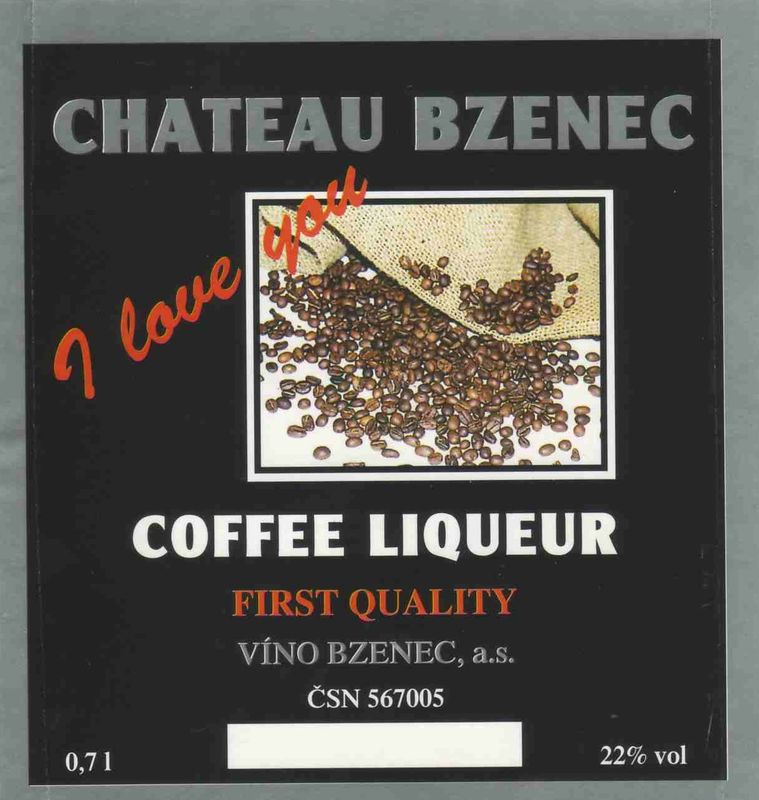 CHATEAU BZENEC
I love you
COFFEE LIQUEUR
FIRST QUALITY
VÍNO BZENEC, a.s.
ČSN 567005
0,7 l
22% vol